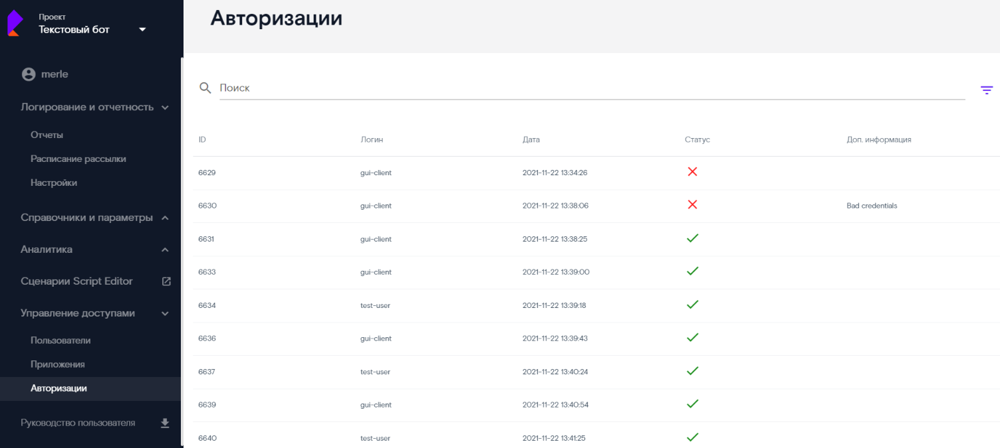 Проект
Текстовый бот
merle
Логирование и отчетность
Отчеты
Расписание рассылки
Настройки
Справочники и параметры
Аналитика
Сценарии Script Editor
Управление доступами
Пользователи
Приложения
Авторизации
Руководство пользователя
Авторизации
Поиск
ID Логин Дата Статус Доп. информация
6629 gui-client 2021-11-22 13:34:26
6630 gui-client 2021-11-22 13:38:06 Bad credentials
6631 gui-client 2021-11-22 13:38:25
6633 gui-client 2021-11-22 13:39:00
6634 test-user 2021-11-22 13:39:18
6636 gui-client 2021-11-22 13:39:43
6637 test-user 2021-11-22 13:40:24
6639 gui-client 2021-11-22 13:40:54
6640 test-user 2021-11-22 13:41:25